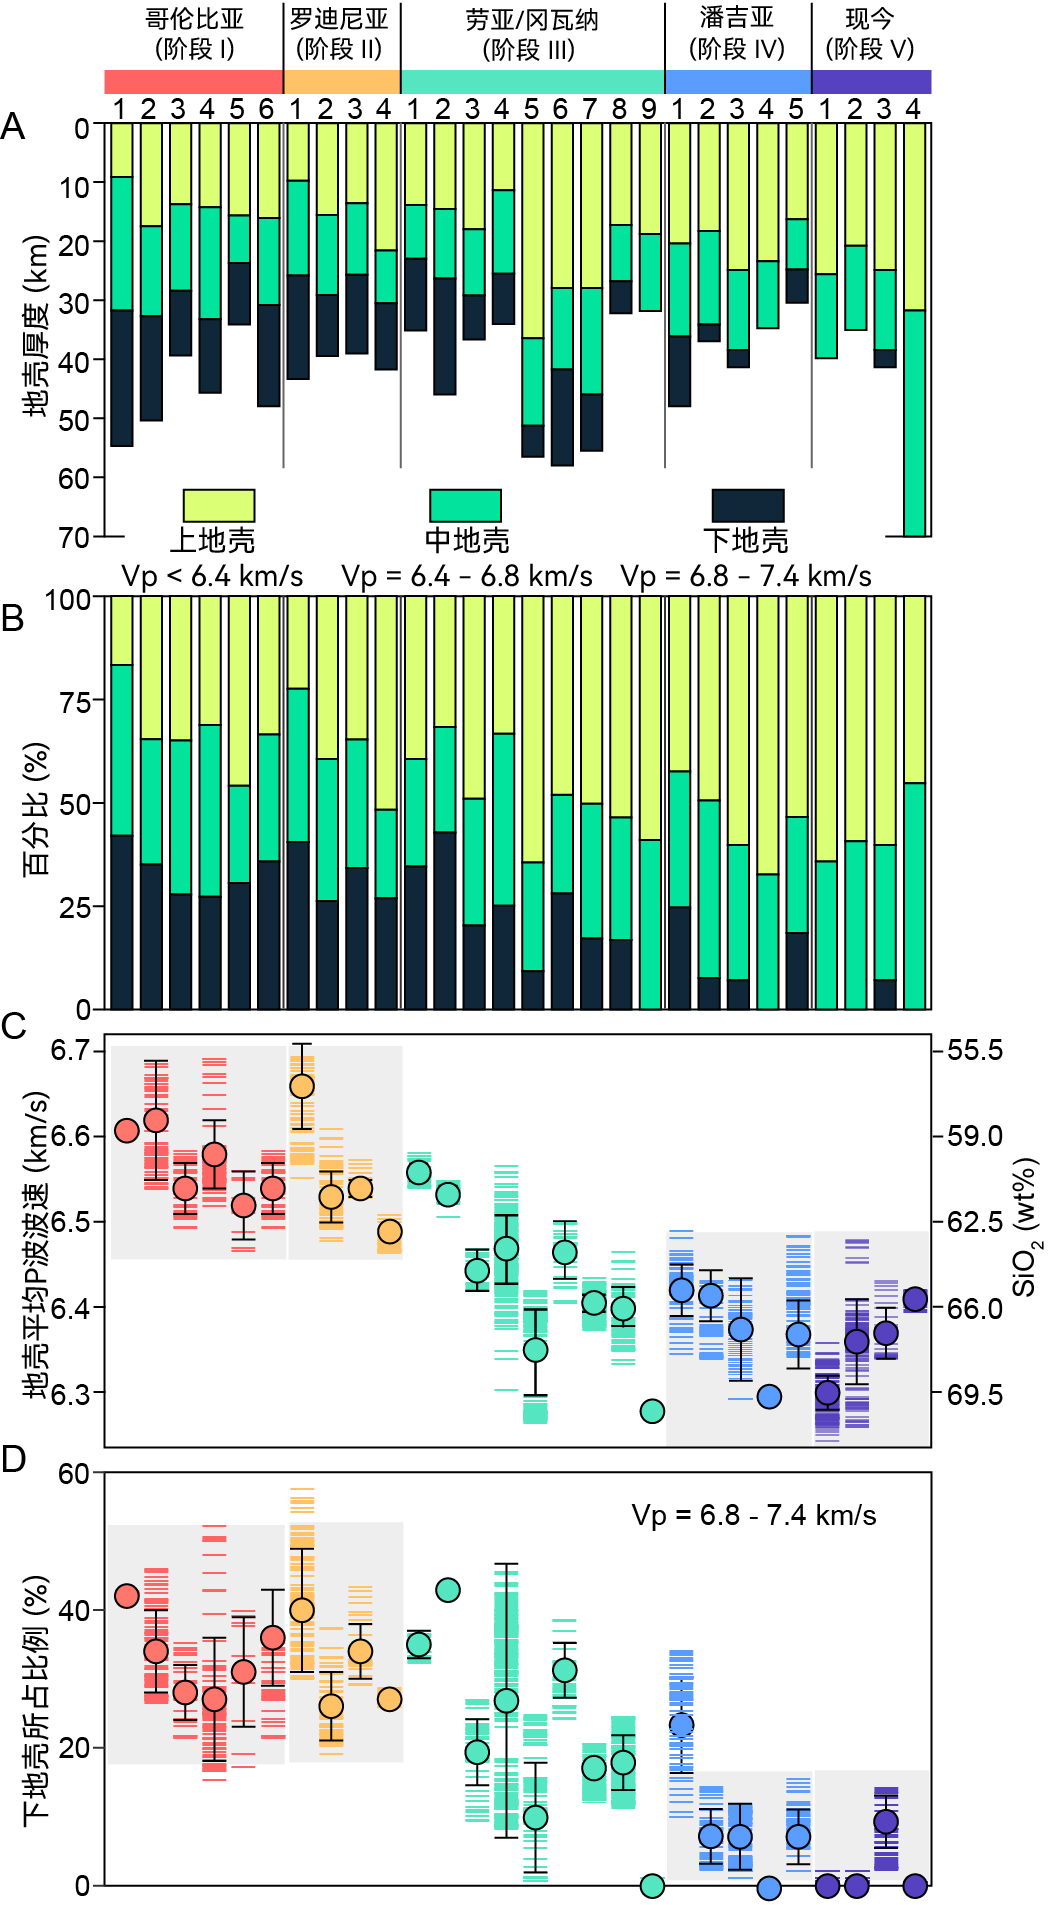 哥伦比亚
(阶段 I)
罗迪尼亚
(阶段 II)
劳亚/冈瓦纳
(阶段 III)
潘吉亚
(阶段 IV)
现今
(阶段 V)
1 2 3 4 5 6 1 2 3 4 1 2 3 4 5 6 7 8 9 1 2 3 4 5 1 2 3 4
A
地壳厚度 (km)
0
10
20
30
40
50
60
70
上地壳
中地壳
下地壳
Vp < 6.4 km/s
Vp = 6.4 - 6.8 km/s
Vp = 6.8 - 7.4 km/s
B
百分比 (%)
100
75
50
25
0
C
地壳平均P波波速 (km/s)
6.7
6.6
6.5
6.4
6.3
55.5
59.0
62.5
66.0
69.5
SiO2 (wt%)
D
下地壳所占比例 (%)
60
40
20
0
Vp = 6.8 - 7.4 km/s